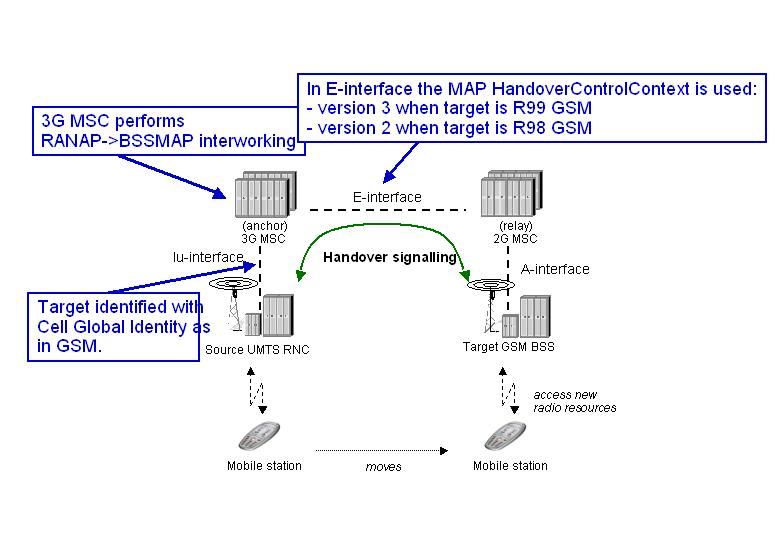 In E-interface the MAP HandoverControlContext is used:
- version 3 when target is R99 GSM
- version 2 when target is R98 GSM
3G MSC performs
RANAP->BSSMAP interworking
E-interface
(anchor)
3G MSC
(relay)
2G MSC
Iu-interface
Handover signalling
A-interface
Target identified with
Cell Global Identity as
in GSM.
Source UMTS RNC
Target GSM BSS
access new
radio resources
Mobile station
moves
Mobile station